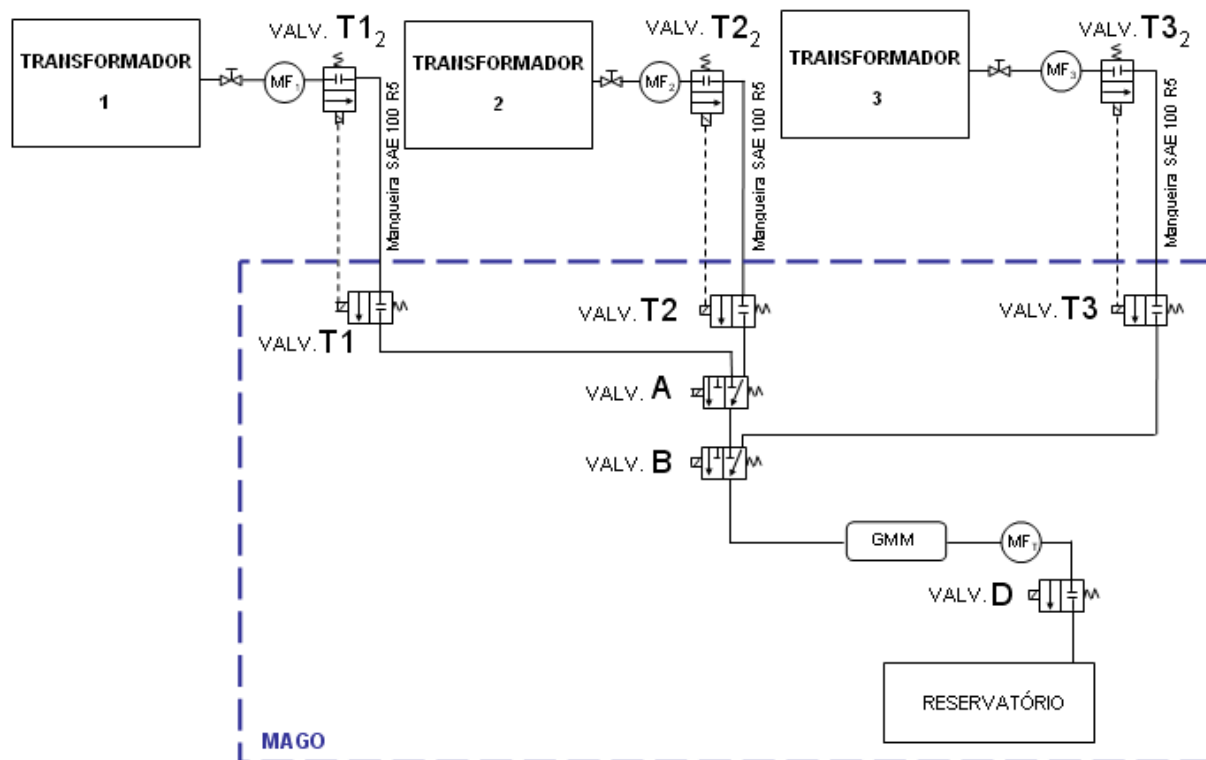 VALV. T1₂
VALV. T2₂
VALV. T3₂
TRANSFORMADOR
1
MF₁
TRANSFORMADOR
2
MF₂
TRANSFORMADOR
3
MF₃
Mangueira SAE 100 R5
Mangueira SAE 100 R5
Mangueira SAE 100 R5
VALV. T1
VALV. T2
VALV. T3
VALV. A
VALV. B
GMM
MFT
VALV. D
RESERVATÓRIO
MAGO